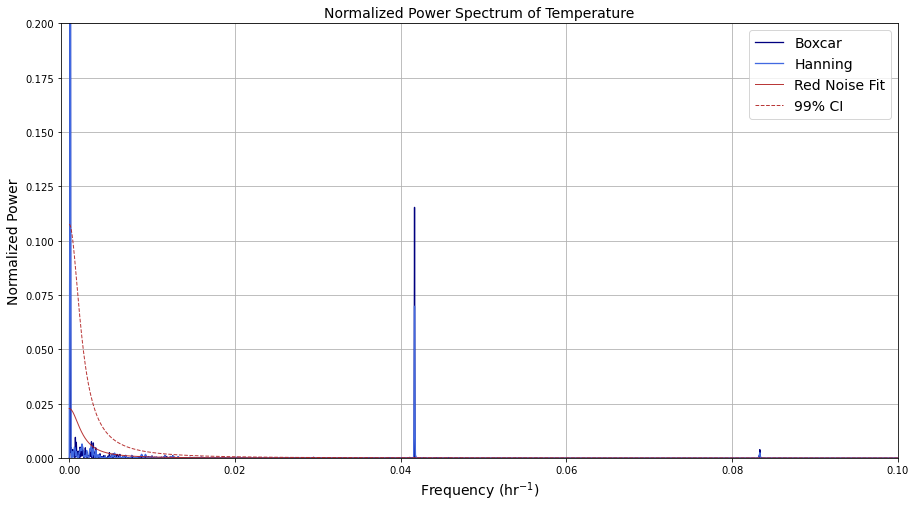 Normalized Power Spectrum of Temperature
0.200
0.175
0.150
0.125
0.100
0.075
0.050
0.025
0.000
Normalized Power
Boxcar
Hanning
Red Noise Fit
99% CI
0.00 0.02 0.04 0.06 0.08 0.10
Frequency (hr⁻¹)